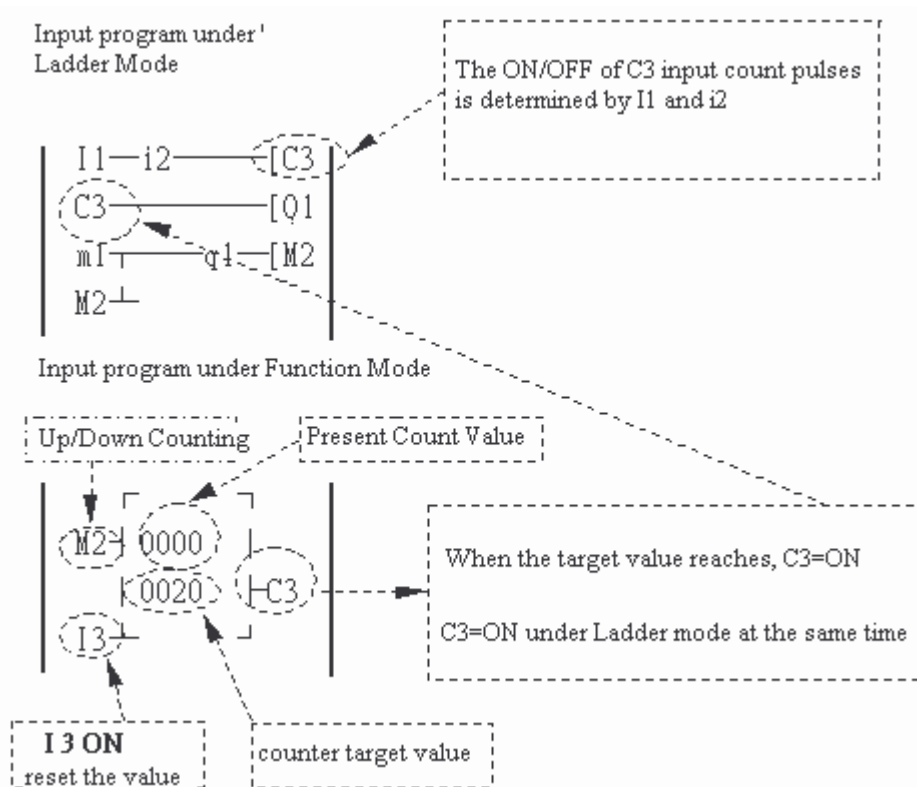 Input program under '
Ladder Mode
The ON/OFF of C3 input count pulses
is determined by I1 and i2
I1 i2 [C3
C3 [Q1
m1 q1 [M2
M2
Input program under Function Mode
Up/Down Counting
Present Count Value
M2 0000
0020 C3
I3
When the target value reaches, C3=ON
C3=ON under Ladder mode at the same time
I 3 ON
reset the value
counter target value